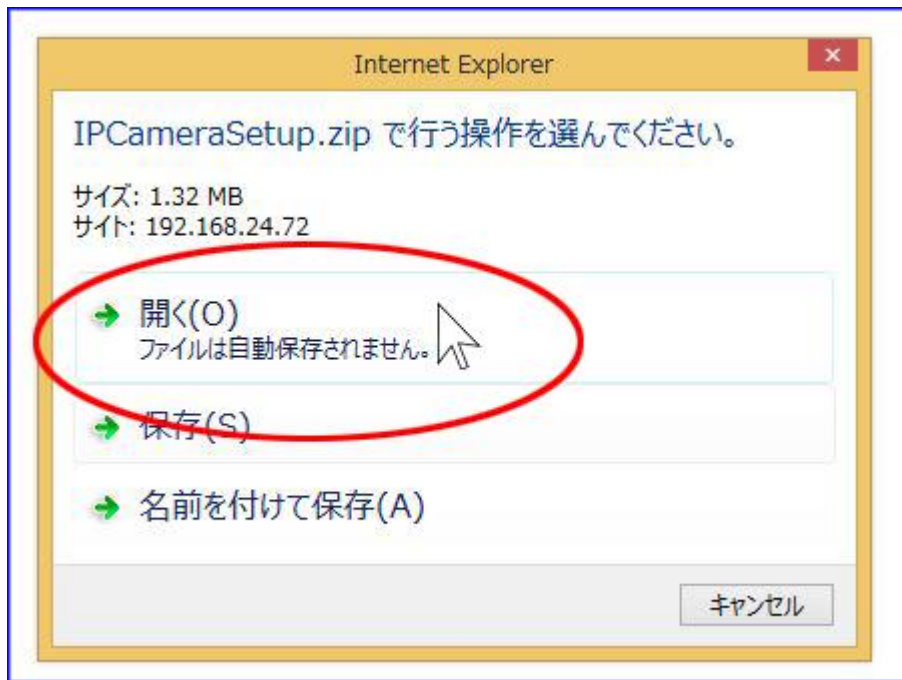 Internet Explorer
IPCameraSetup.zip で行う操作を選んでください。
サイズ: 1.32 MB
サイト: 192.168.24.72
開く(O)
ファイルは自動保存されません。
保存(S)
名前を付けて保存(A)
キャンセル